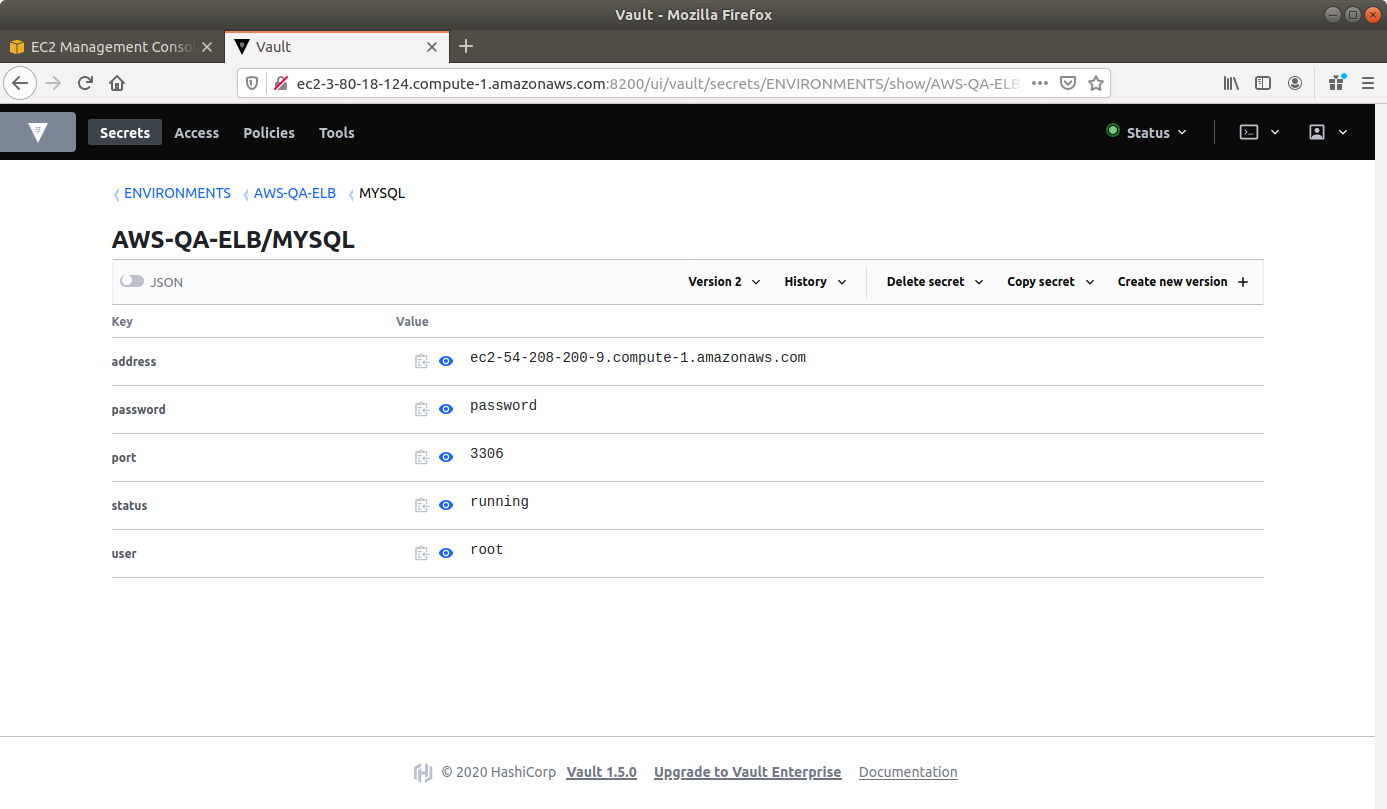 Vault - Mozilla Firefox
EC2 Management Conso
Vault
ec2-3-80-18-124.compute-1.amazonaws.com:8200/ui/vault/secrets/ENVIRONMENTS/show/AWS-QA-ELB
Secrets Access Policies Tools Status
ENVIRONMENTS AWS-QA-ELB MYSQL
AWS-QA-ELB/MYSQL
JSON Version 2 History Delete secret Copy secret Create new version
Key Value
address ec2-54-208-200-9.compute-1.amazonaws.com
password password
port 3306
status running
user root
© 2020 HashiCorp Vault 1.5.0 Upgrade to Vault Enterprise Documentation